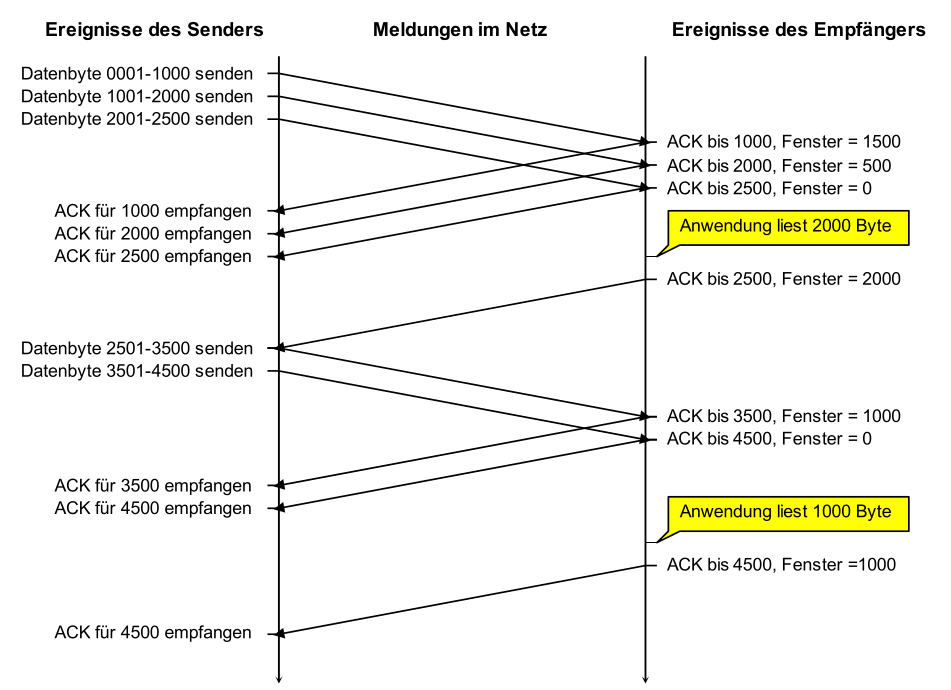 Ereignisse des Senders
Meldungen im Netz
Ereignisse des Empfängers
Datenbyte 0001-1000 senden
Datenbyte 1001-2000 senden
Datenbyte 2001-2500 senden
ACK bis 1000, Fenster = 1500
ACK bis 2000, Fenster = 500
ACK bis 2500, Fenster = 0
ACK für 1000 empfangen
ACK für 2000 empfangen
ACK für 2500 empfangen
Anwendung liest 2000 Byte
ACK bis 2500, Fenster = 2000
Datenbyte 2501-3500 senden
Datenbyte 3501-4500 senden
ACK bis 3500, Fenster = 1000
ACK bis 4500, Fenster = 0
ACK für 3500 empfangen
ACK für 4500 empfangen
Anwendung liest 1000 Byte
ACK bis 4500, Fenster =1000
ACK für 4500 empfangen